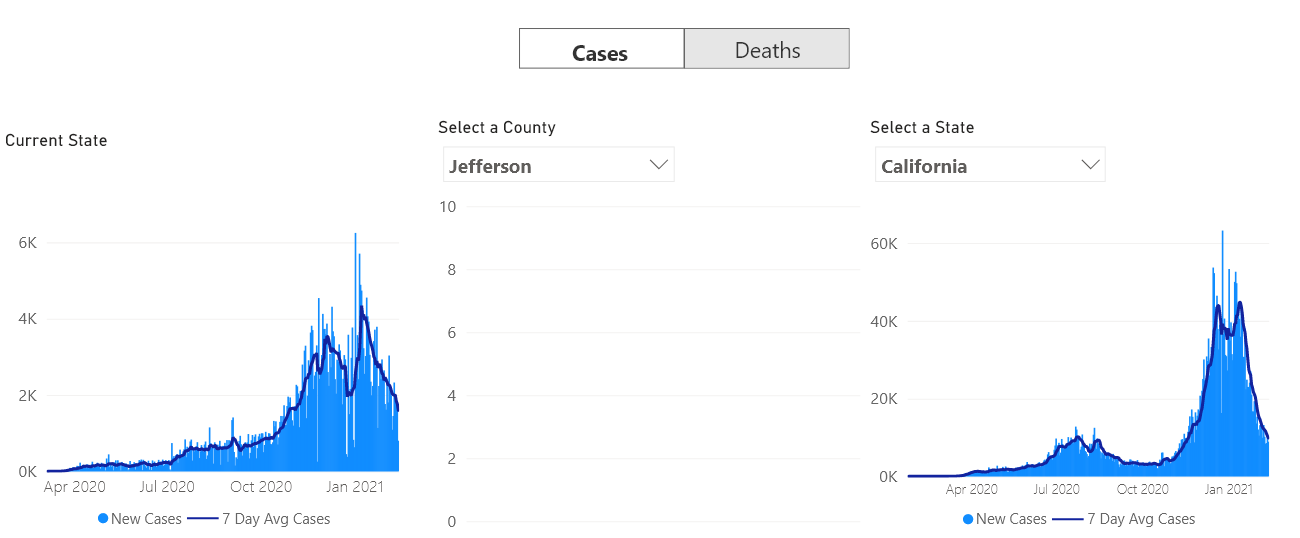 Cases
Deaths
Current State
Select a County
Select a State
Jefferson
California
6K
4K
2K
0K
Apr 2020
Jul 2020
Oct 2020
Jan 2021
New Cases
7 Day Avg Cases
10
8
6
4
2
0
60K
40K
20K
0K
Apr 2020
Jul 2020
Oct 2020
Jan 2021
New Cases
7 Day Avg Cases